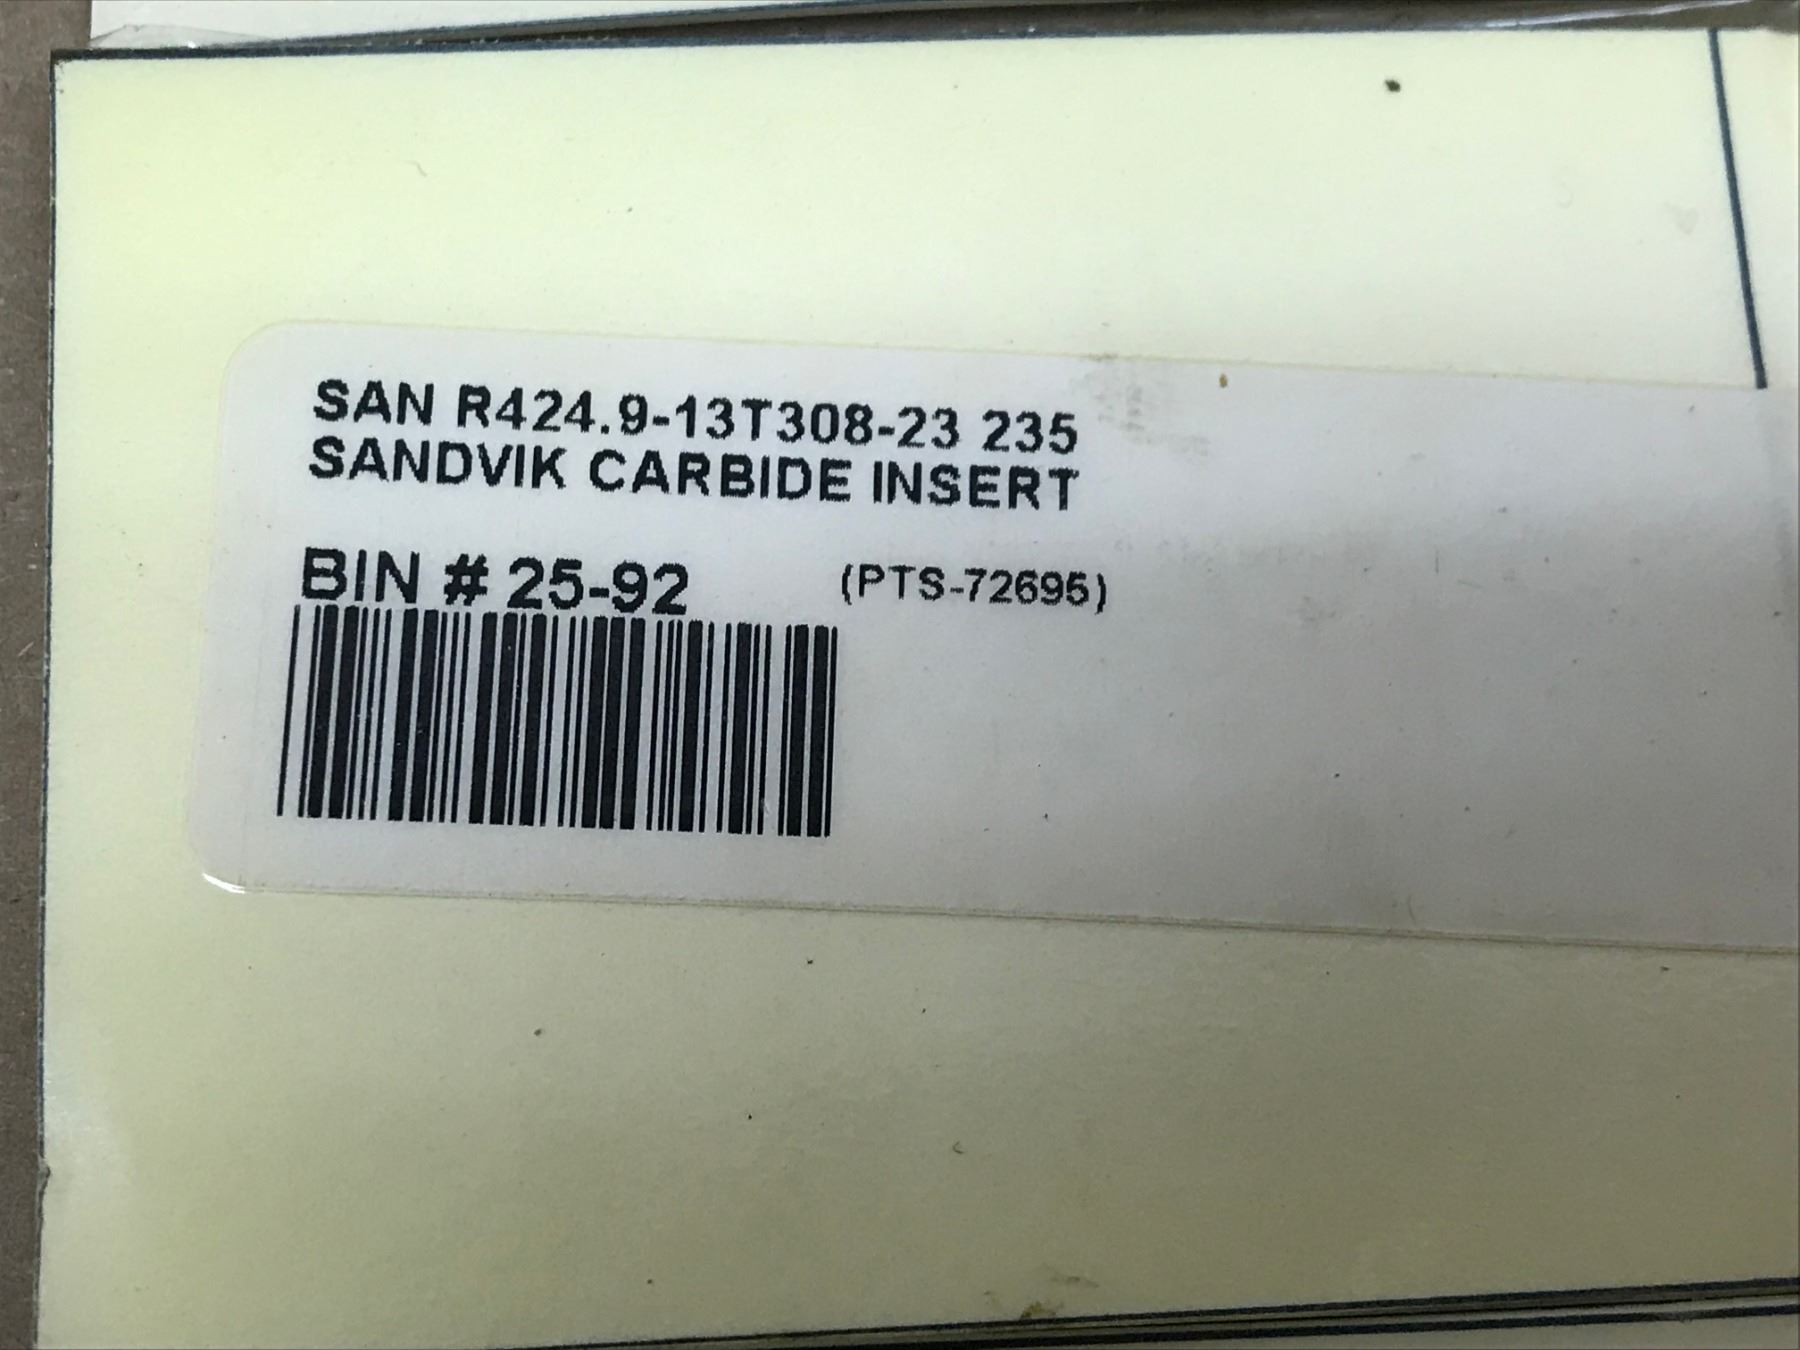 SAN R424.9-13T308-23 235
SANDVIK CARBIDE INSERT
BIN # 25-92 (PTS-72695)